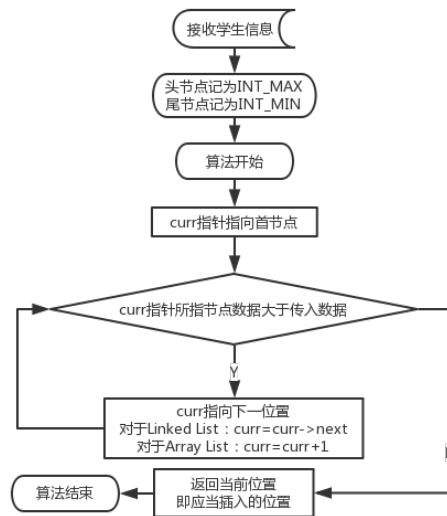 接收学生信息
头节点记为INT_MAX
尾节点记为INT_MIN
算法开始
curr指针指向首节点
curr指针所指节点数据大于传入数据
Y
curr指向下一位置
对于Linked List：curr=curr->next
对于Array List：curr=curr+1
返回当前位置
即应当插入的位置
算法结束